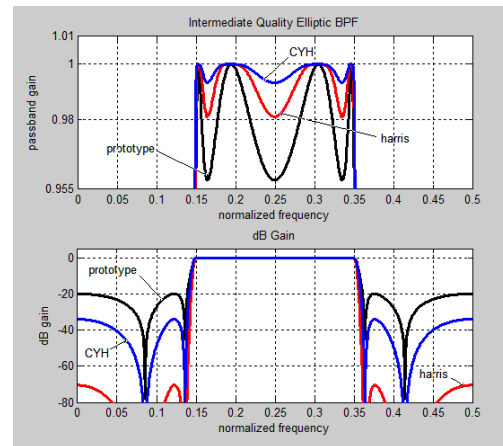 Intermediate Quality Elliptic BPF
1.01
1
0.98
0.955
passband gain
CYH
prototype
harris
0 0.05 0.1 0.15 0.2 0.25 0.3 0.35 0.4 0.45 0.5
normalized frequency
dB Gain
0
-20
-40
-60
-80
dB gain
prototype
CYH
harris
0 0.05 0.1 0.15 0.2 0.25 0.3 0.35 0.4 0.45 0.5
normalized frequency